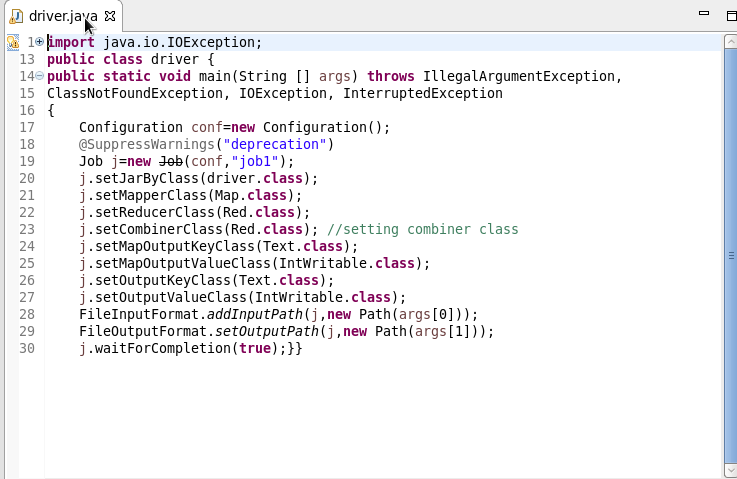 driver.java
1 import java.io.IOException;
13 public class driver {
14 public static void main(String [] args) throws IllegalArgumentException,
15 ClassNotFoundException, IOException, InterruptedException
16 {
17 Configuration conf=new Configuration();
18 @SuppressWarnings("deprecation")
19 Job j=new Job(conf,"job1");
20 j.setJarByClass(driver.class);
21 j.setMapperClass(Map.class);
22 j.setReducerClass(Red.class);
23 j.setCombinerClass(Red.class); //setting combiner class
24 j.setMapOutputKeyClass(Text.class);
25 j.setMapOutputValueClass(IntWritable.class);
26 j.setOutputKeyClass(Text.class);
27 j.setOutputValueClass(IntWritable.class);
28 FileInputFormat.addInputPath(j,new Path(args[0]));
29 FileOutputFormat.setOutputPath(j,new Path(args[1]));
30 j.waitForCompletion(true);}}